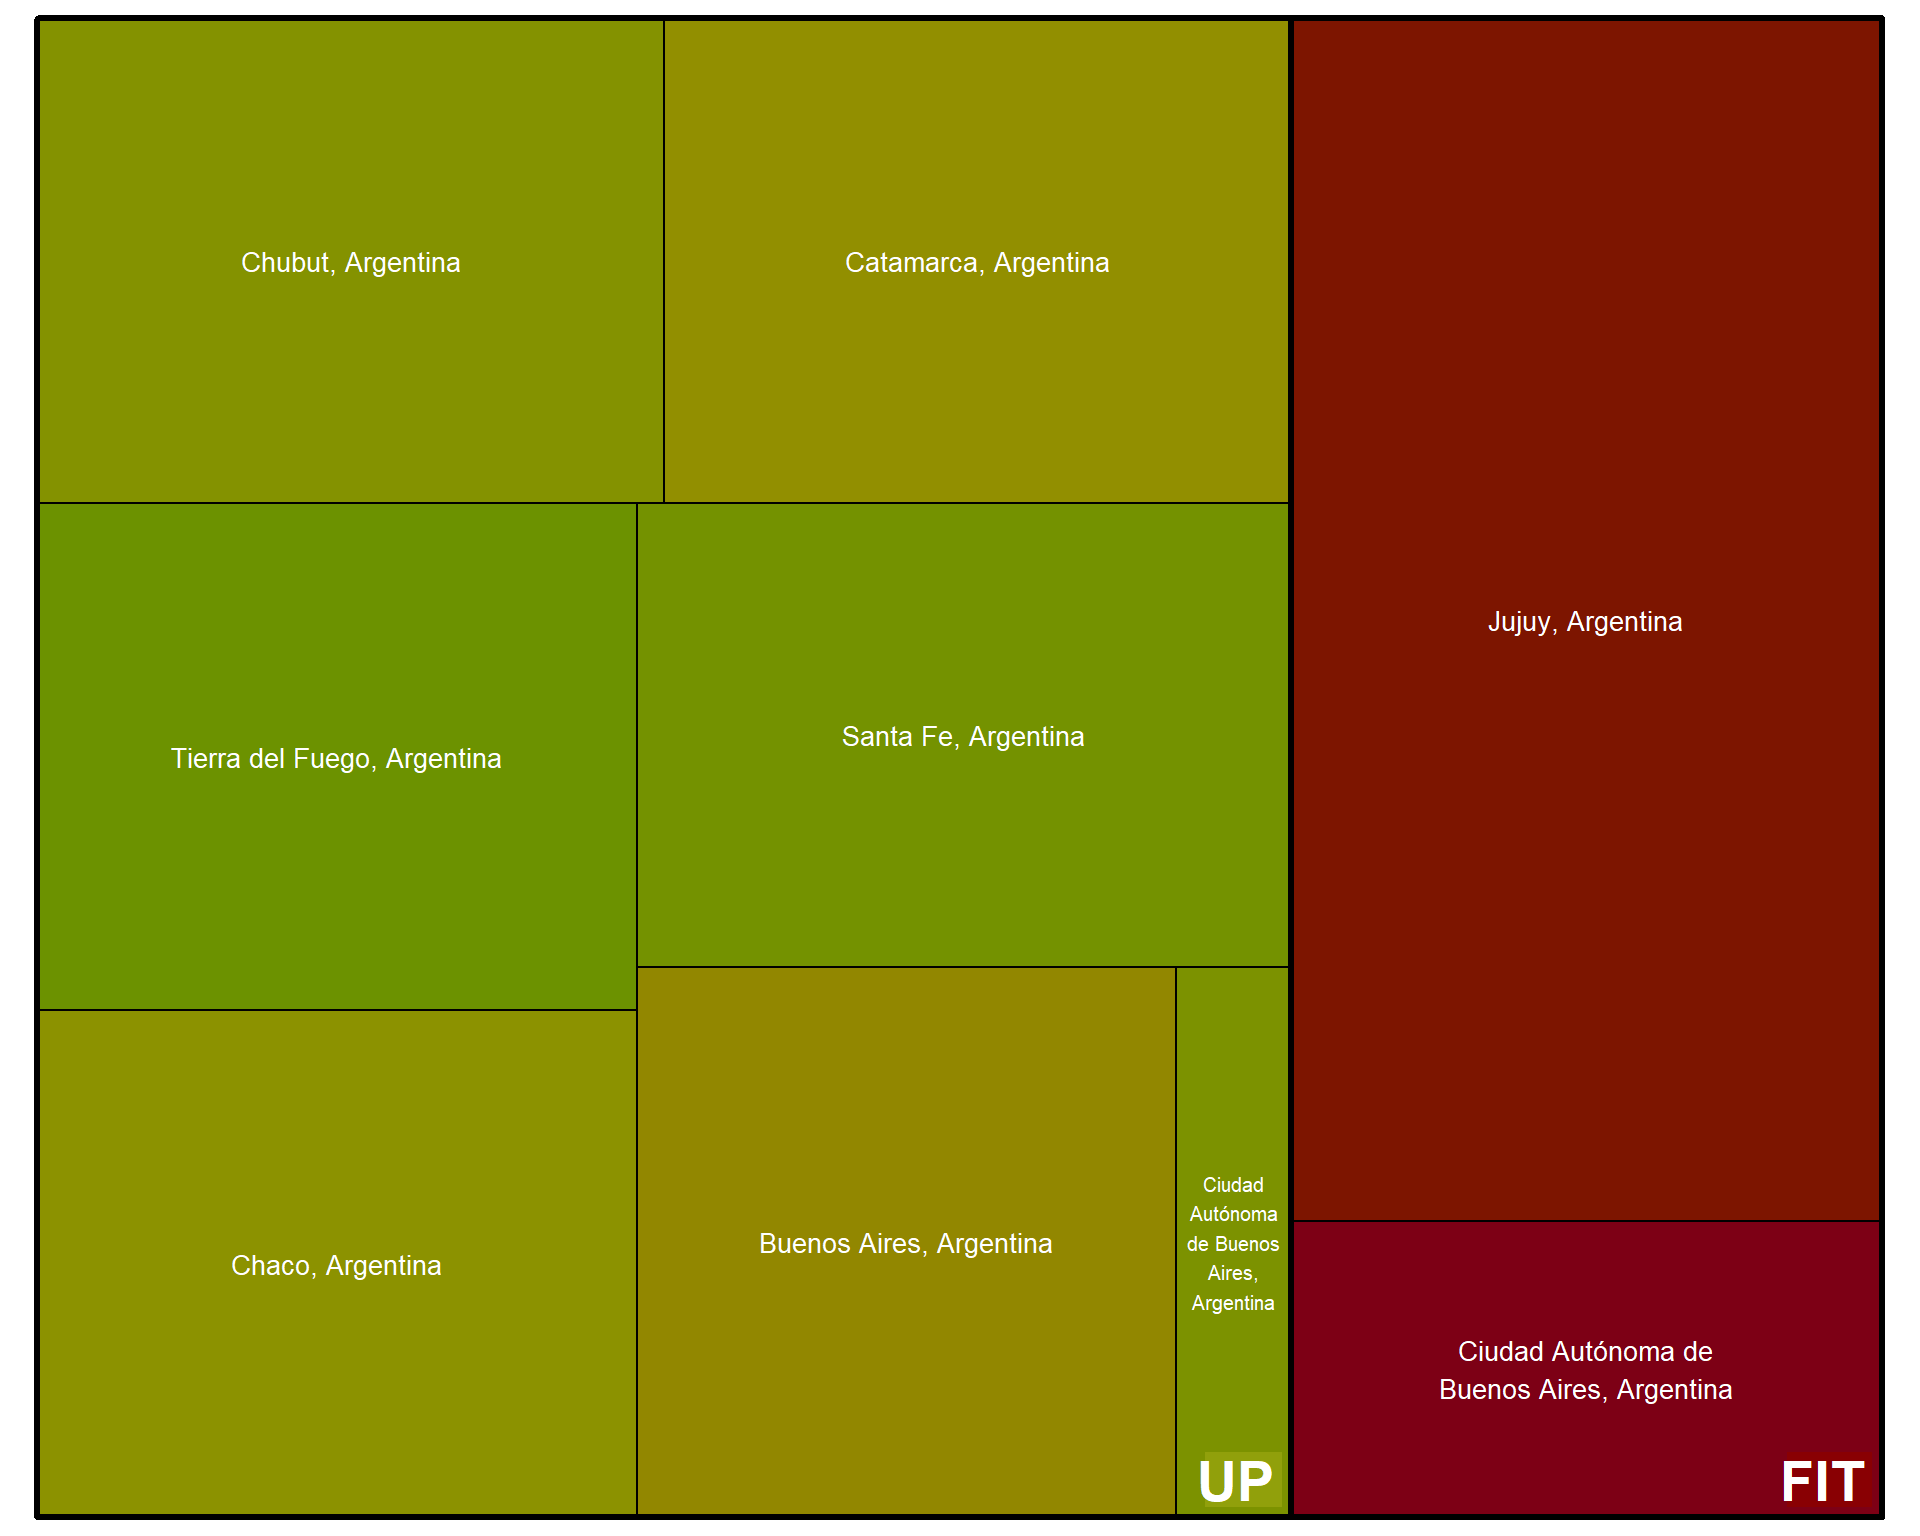 Chubut, Argentina
Catamarca, Argentina
Jujuy, Argentina
Tierra del Fuego, Argentina
Santa Fe, Argentina
Chaco, Argentina
Buenos Aires, Argentina
Ciudad
Autónoma
de Buenos
Aires,
Argentina
Ciudad Autónoma de
Buenos Aires, Argentina
UP
FIT